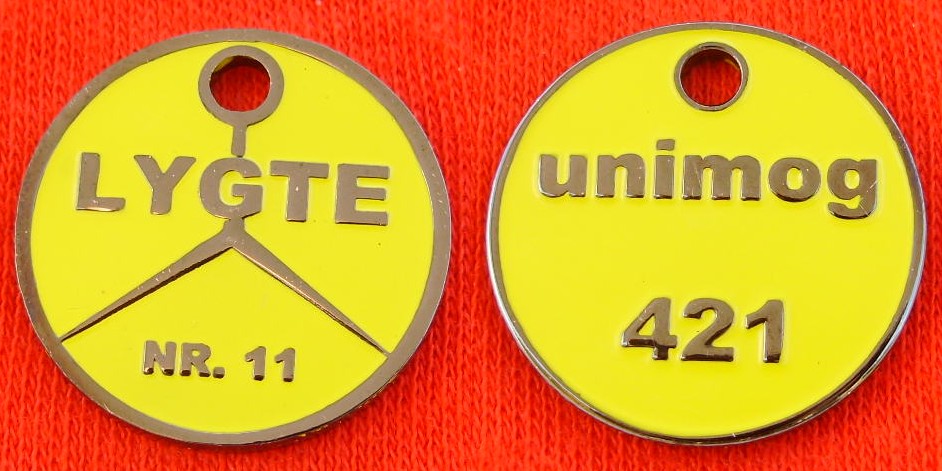 LYGTE
NR. 11
unimog
421